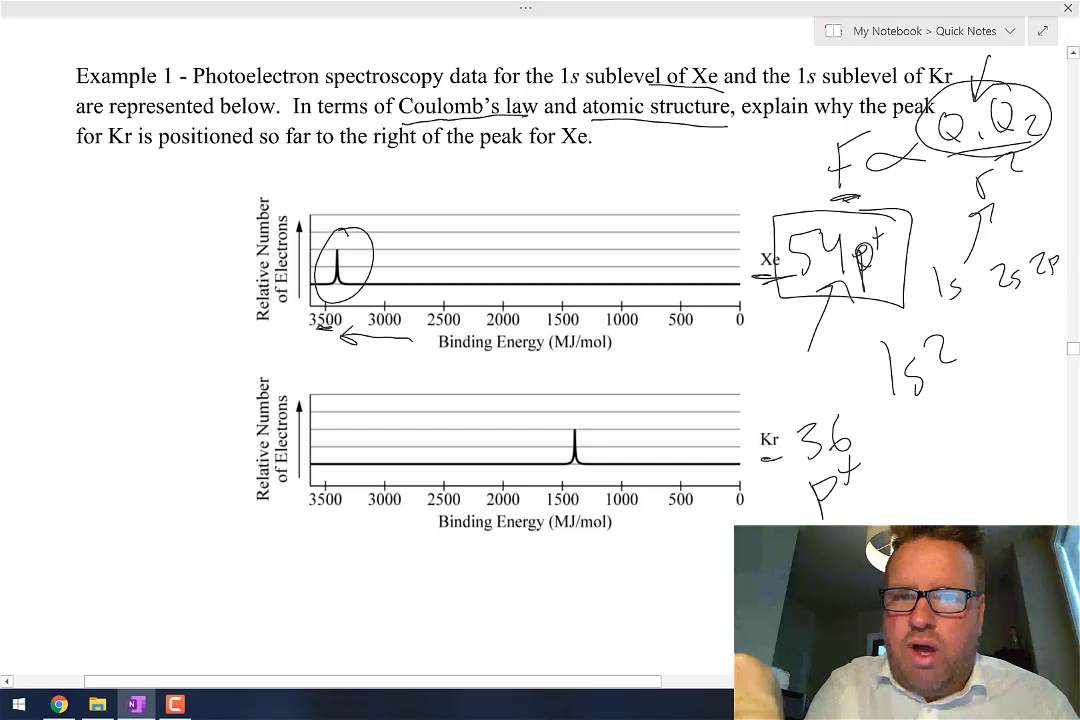 My Notebook > Quick Notes
Example 1 - Photoelectron spectroscopy data for the 1s sublevel of Xe and the 1s sublevel of Kr
are represented below. In terms of Coulomb's law and atomic structure, explain why the peak
for Kr is positioned so far to the right of the peak for Xe.
F ∝ Q1Q2
r2
Relative Number
of Electrons
Xe
54 p+
1s 2s 2p
3500 3000 2500 2000 1500 1000 500 0
Binding Energy (MJ/mol)
1s2
Relative Number
of Electrons
Kr
36
p+
3500 3000 2500 2000 1500 1000 500 0
Binding Energy (MJ/mol)